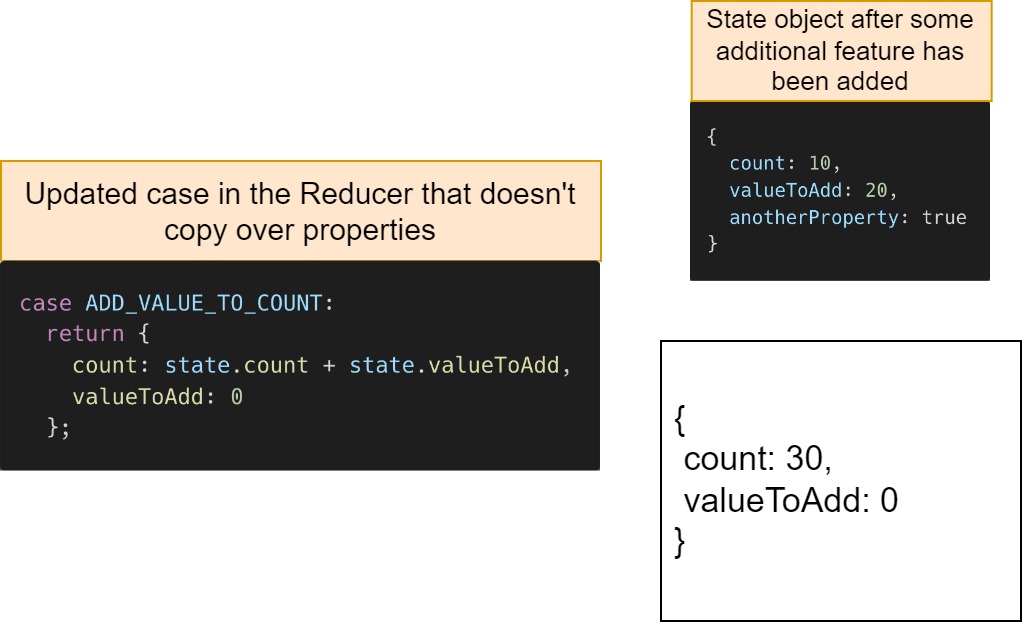 State object after some
additional feature has
been added
{
  count: 10,
  valueToAdd: 20,
  anotherProperty: true
}
Updated case in the Reducer that doesn't
copy over properties
case ADD_VALUE_TO_COUNT:
  return {
    count: state.count + state.valueToAdd,
    valueToAdd: 0
  };
{
 count: 30,
 valueToAdd: 0
}